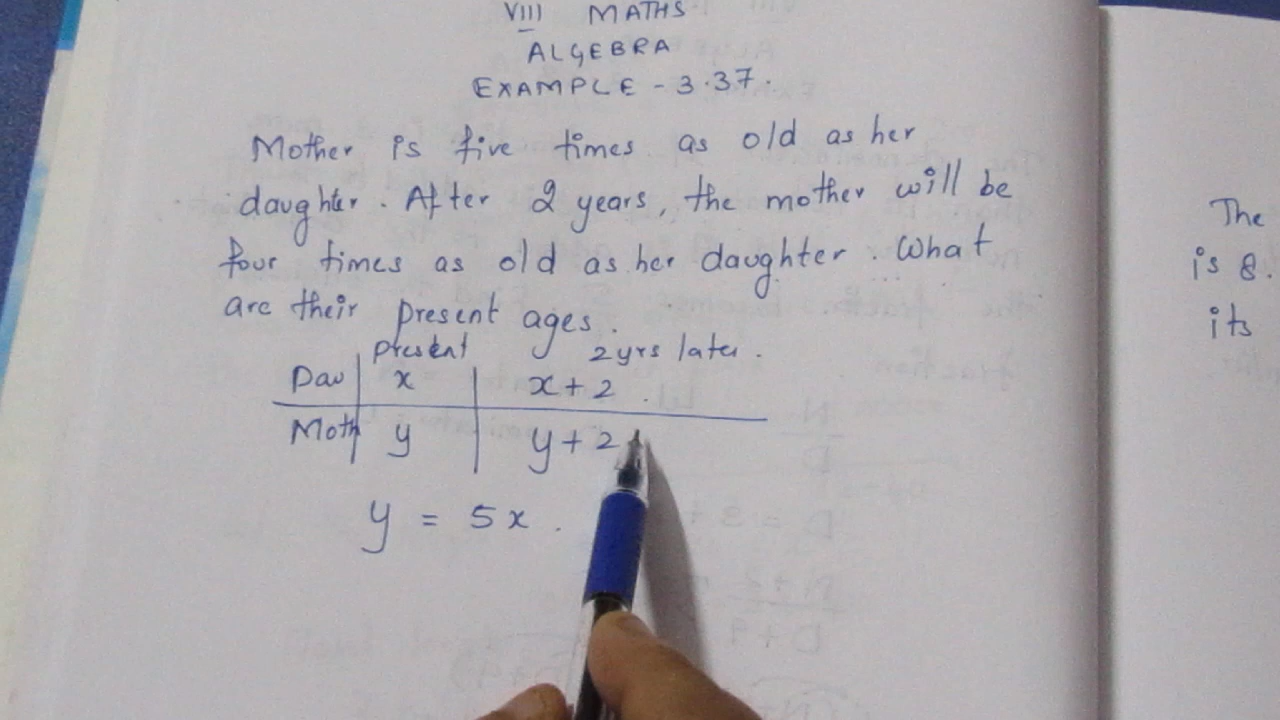 VIII MATHS
ALGEBRA
EXAMPLE - 3.37.
Mother is five times as old as her
daughter. After 2 years, the mother will be
four times as old as her daughter. What
are their present ages.
present 2yrs later.
Dau x x+2.
Moth y y+2
y = 5x.
The
is 8.
its